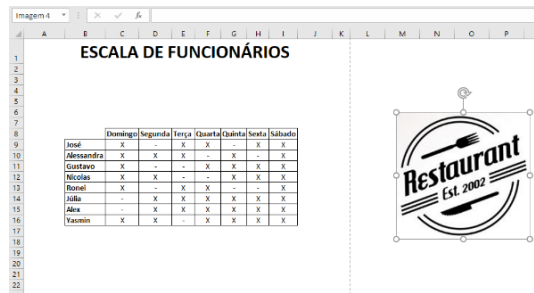 Imagem 4
fx
A B C D E F G H I J K L M N O P
1 ESCALA DE FUNCIONÁRIOS
2
3
4
5
6
7
8 Domingo Segunda Terça Quarta Quinta Sexta Sábado
9 José X - X X - X X
10 Alessandra X X X - X - X
11 Gustavo X - - X X X X
12 Nicolas X X - - X X X
13 Ronei X - X X - - X
14 Júlia - X X X X X X
15 Alex - X X X X X X
16 Yasmin X X - X X X X
17
18
19
20
21
22
Restaurant
Est. 2002